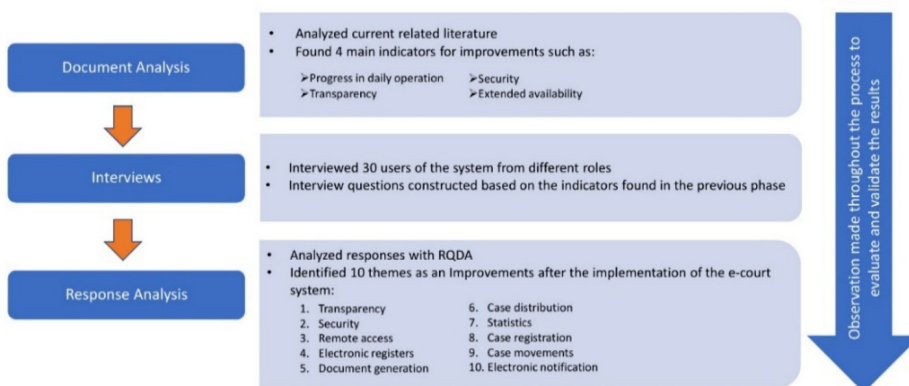 Document Analysis
• Analyzed current related literature
• Found 4 main indicators for improvements such as:
➢Progress in daily operation ➢Security
➢Transparency ➢Extended availability
Interviews
• Interviewed 30 users of the system from different roles
• Interview questions constructed based on the indicators found in the previous phase
Response Analysis
• Analyzed responses with RQDA
• Identified 10 themes as an Improvements after the implementation of the e-court
system:
1. Transparency
2. Security
3. Remote access
4. Electronic registers
5. Document generation
6. Case distribution
7. Statistics
8. Case registration
9. Case movements
10. Electronic notification
Observation made throughout the process to
evaluate and validate the results